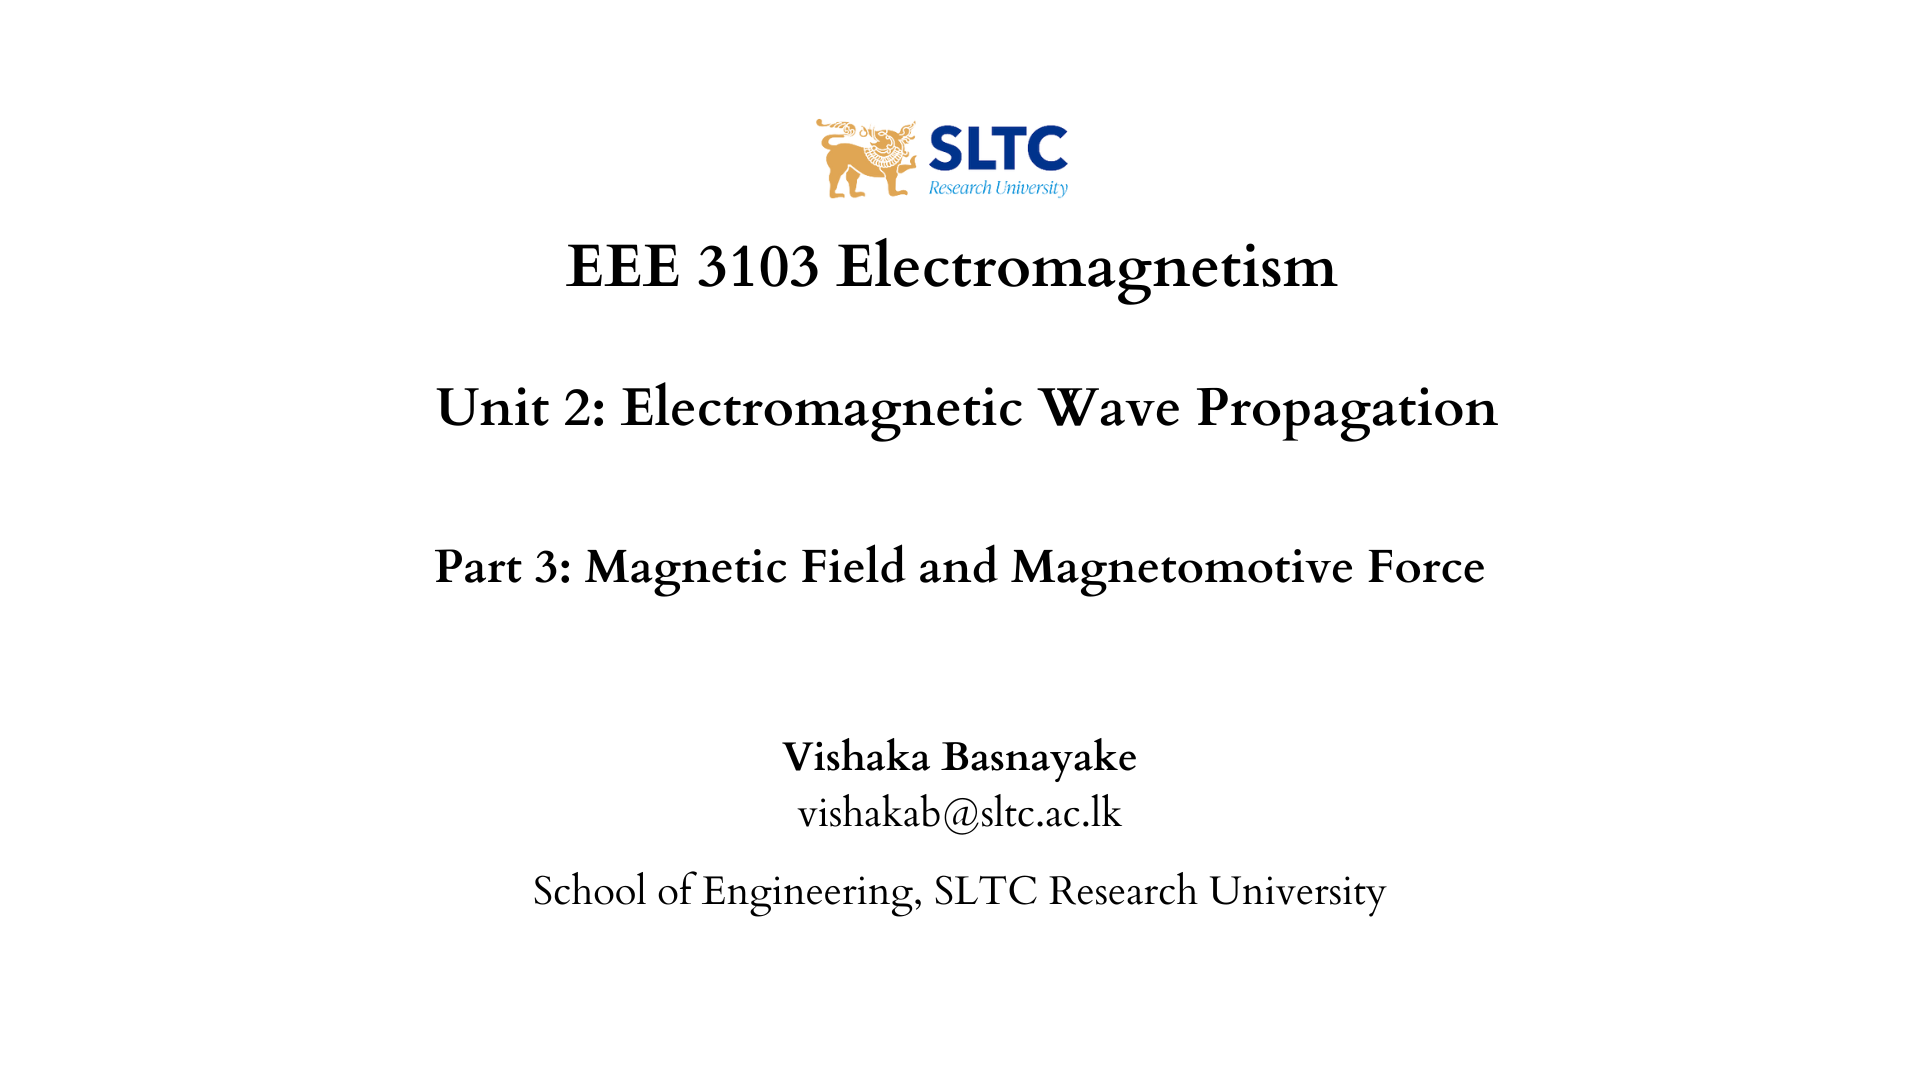 SLTC
Research University
EEE 3103 Electromagnetism
Unit 2: Electromagnetic Wave Propagation
Part 3: Magnetic Field and Magnetomotive Force
Vishaka Basnayake
vishakab@sltc.ac.lk
School of Engineering, SLTC Research University